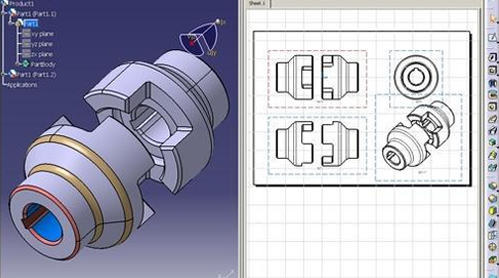 Product1
Part1 (Part1.1)
Part1
xy plane
yz plane
zx plane
PartBody
Part1 (Part1.2)
Applications
Sheet.1